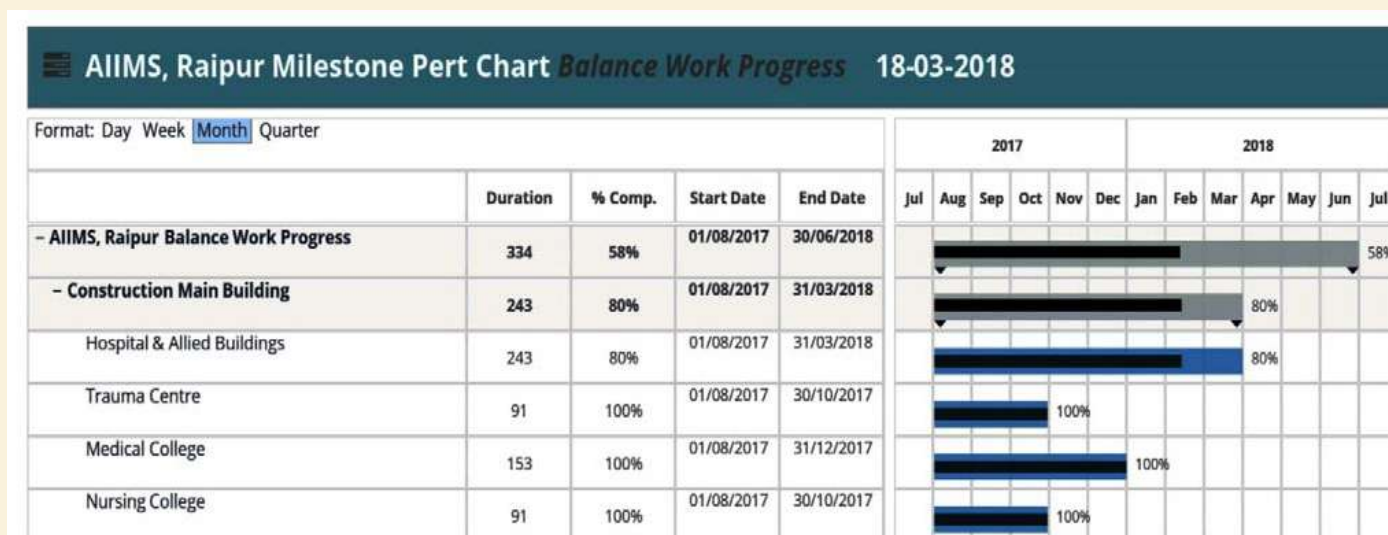 AIIMS, Raipur Milestone Pert Chart Balance Work Progress 18-03-2018
Format: Day Week Month Quarter
2017 2018
Duration % Comp. Start Date End Date Jul Aug Sep Oct Nov Dec Jan Feb Mar Apr May Jun Jul
– AIIMS, Raipur Balance Work Progress 334 58% 01/08/2017 30/06/2018 58%
– Construction Main Building 243 80% 01/08/2017 31/03/2018 80%
Hospital & Allied Buildings 243 80% 01/08/2017 31/03/2018 80%
Trauma Centre 91 100% 01/08/2017 30/10/2017 100%
Medical College 153 100% 01/08/2017 31/12/2017 100%
Nursing College 91 100% 01/08/2017 30/10/2017 100%